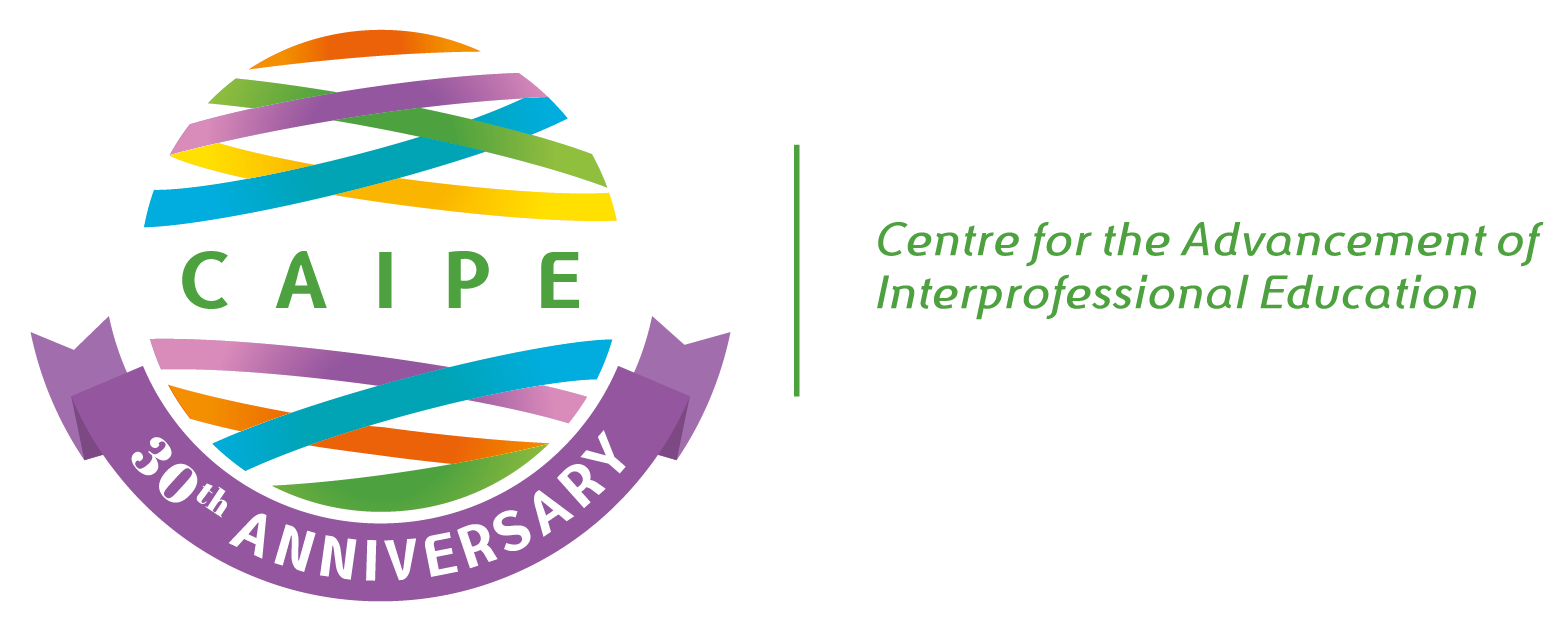 CAIPE
30th ANNIVERSARY
Centre for the Advancement of
Interprofessional Education